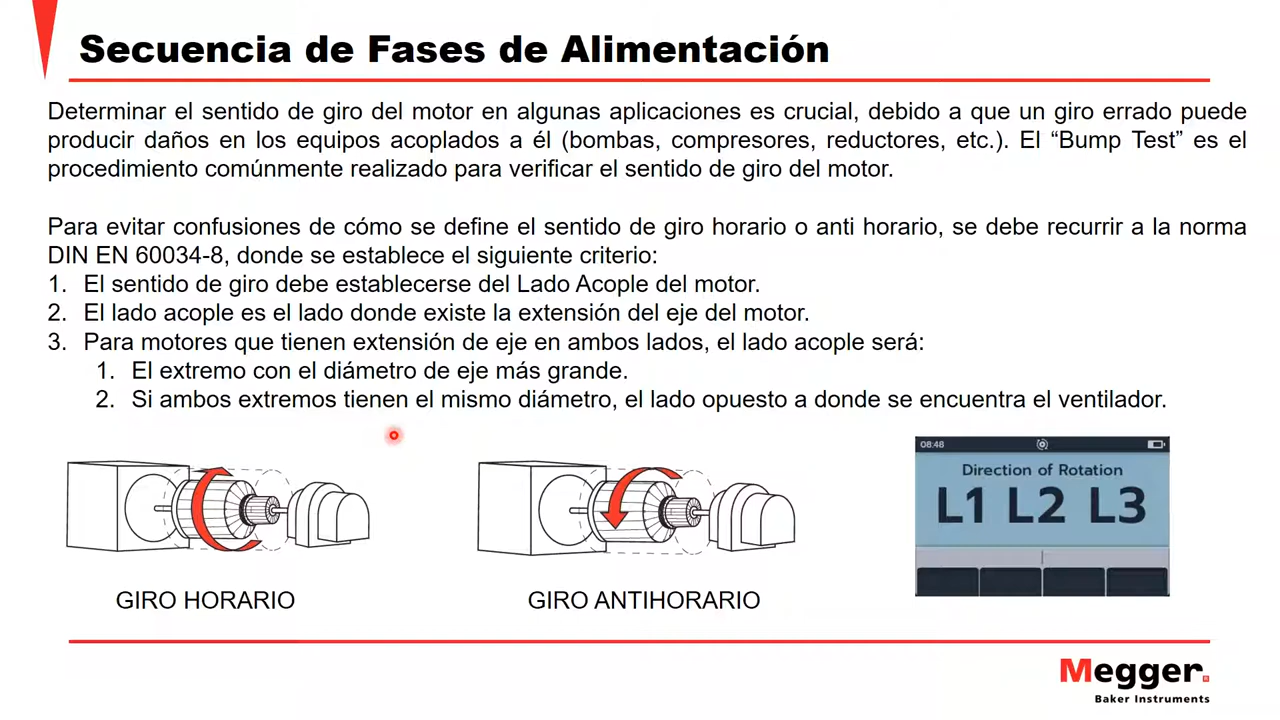 Secuencia de Fases de Alimentación
Determinar el sentido de giro del motor en algunas aplicaciones es crucial, debido a que un giro errado puede
producir daños en los equipos acoplados a él (bombas, compresores, reductores, etc.). El “Bump Test” es el
procedimiento comúnmente realizado para verificar el sentido de giro del motor.
Para evitar confusiones de cómo se define el sentido de giro horario o anti horario, se debe recurrir a la norma
DIN EN 60034-8, donde se establece el siguiente criterio:
1. El sentido de giro debe establecerse del Lado Acople del motor.
2. El lado acople es el lado donde existe la extensión del eje del motor.
3. Para motores que tienen extensión de eje en ambos lados, el lado acople será:
1. El extremo con el diámetro de eje más grande.
2. Si ambos extremos tienen el mismo diámetro, el lado opuesto a donde se encuentra el ventilador.
08:48
Direction of Rotation
L1 L2 L3
GIRO HORARIO
GIRO ANTIHORARIO
Megger.
Baker Instruments